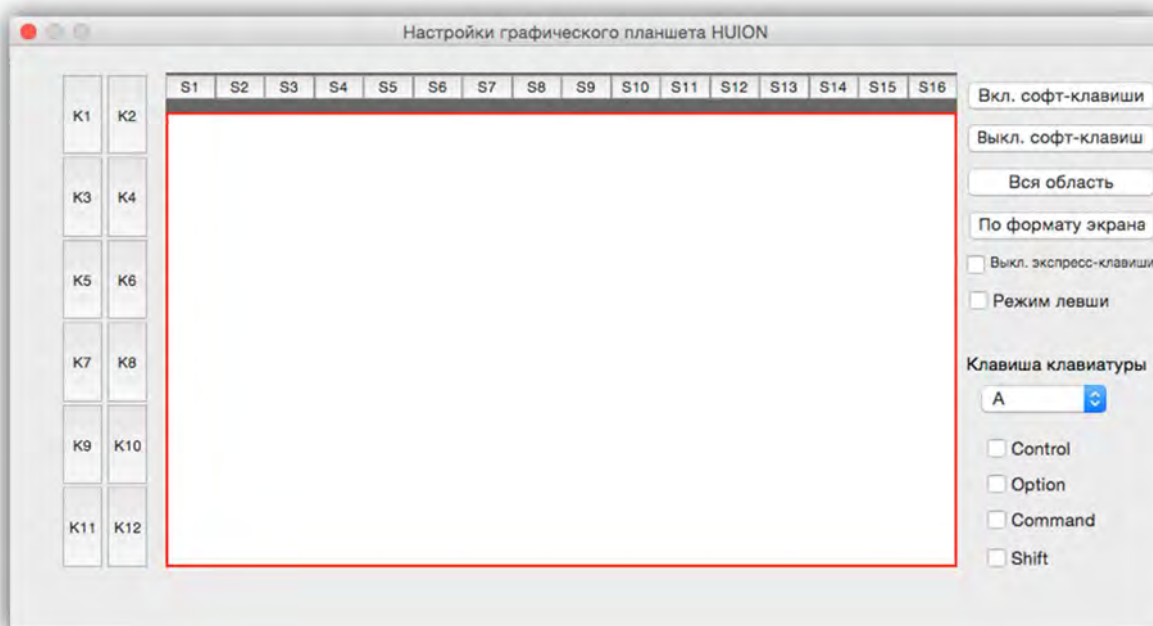 Настройки графического планшета HUION
S1 S2 S3 S4 S5 S6 S7 S8 S9 S10 S11 S12 S13 S14 S15 S16
K1 K2
K3 K4
K5 K6
K7 K8
K9 K10
K11 K12
Вкл. софт-клавиши
Выкл. софт-клавиш
Вся область
По формату экрана
Выкл. экспресс-клавиши
Режим левши
Клавиша клавиатуры
A
Control
Option
Command
Shift